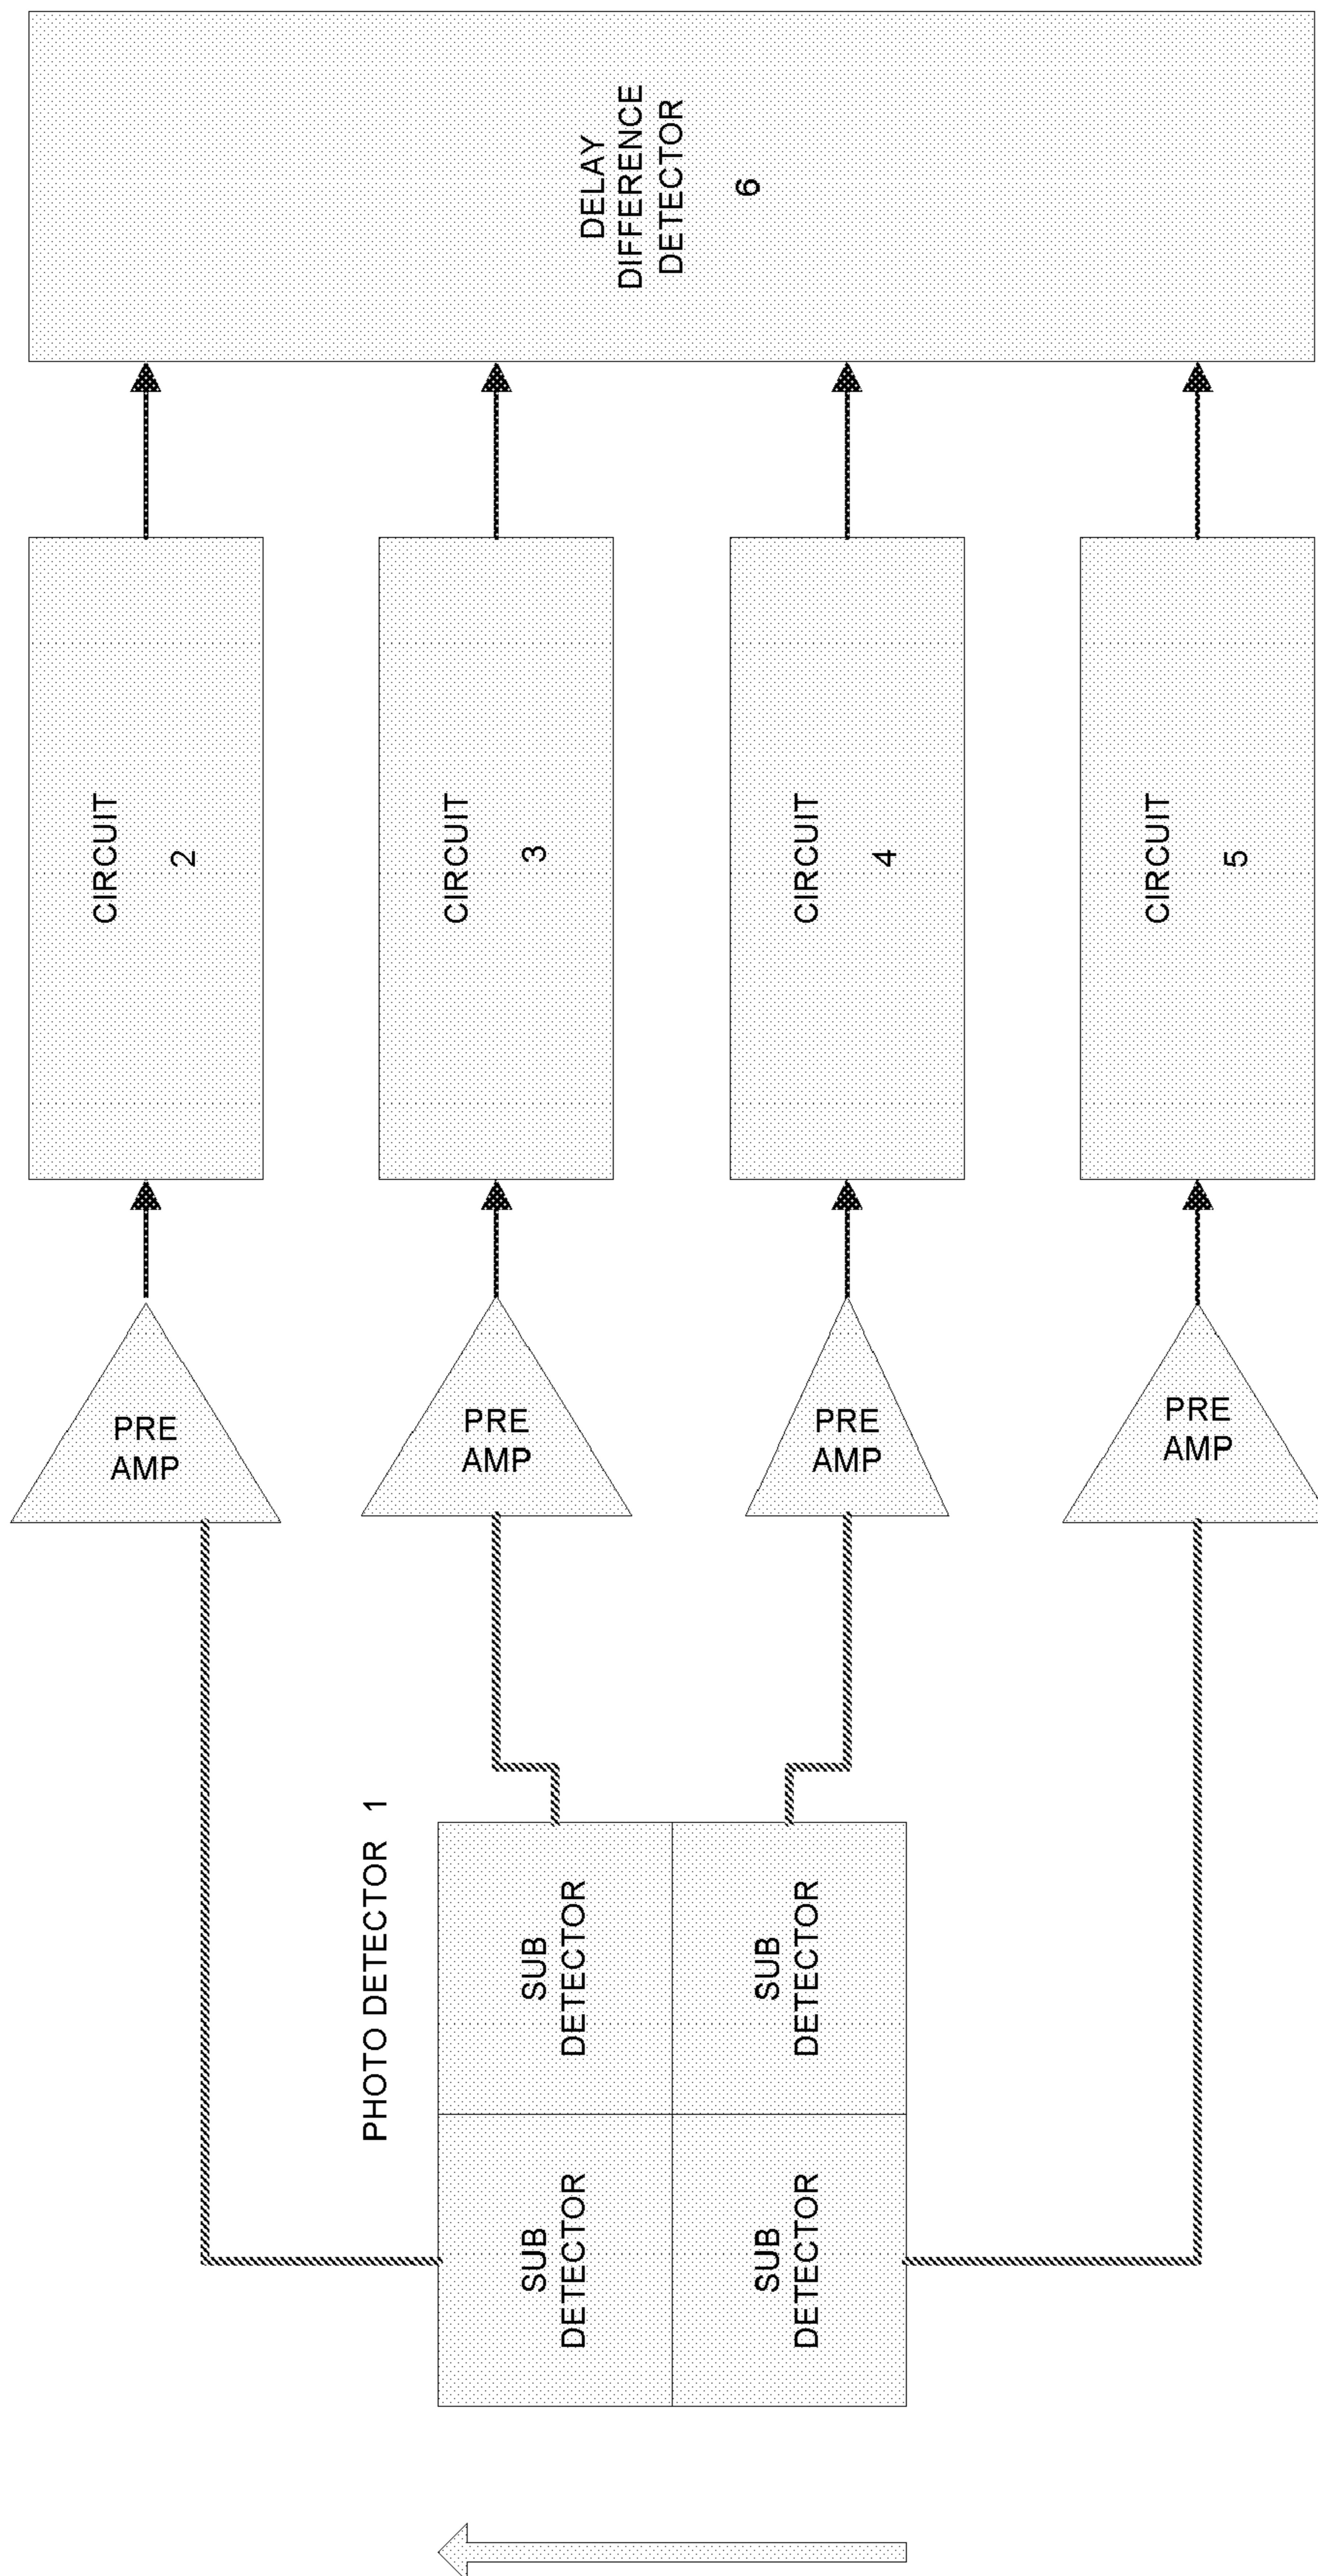 DELAY
DIFFERENCE
DETECTOR
6
CIRCUIT
2
CIRCUIT
3
CIRCUIT
4
CIRCUIT
5
PRE
AMP
PRE
AMP
PRE
AMP
PRE
AMP
PHOTO DETECTOR 1
SUB
DETECTOR
SUB
DETECTOR
SUB
DETECTOR
SUB
DETECTOR